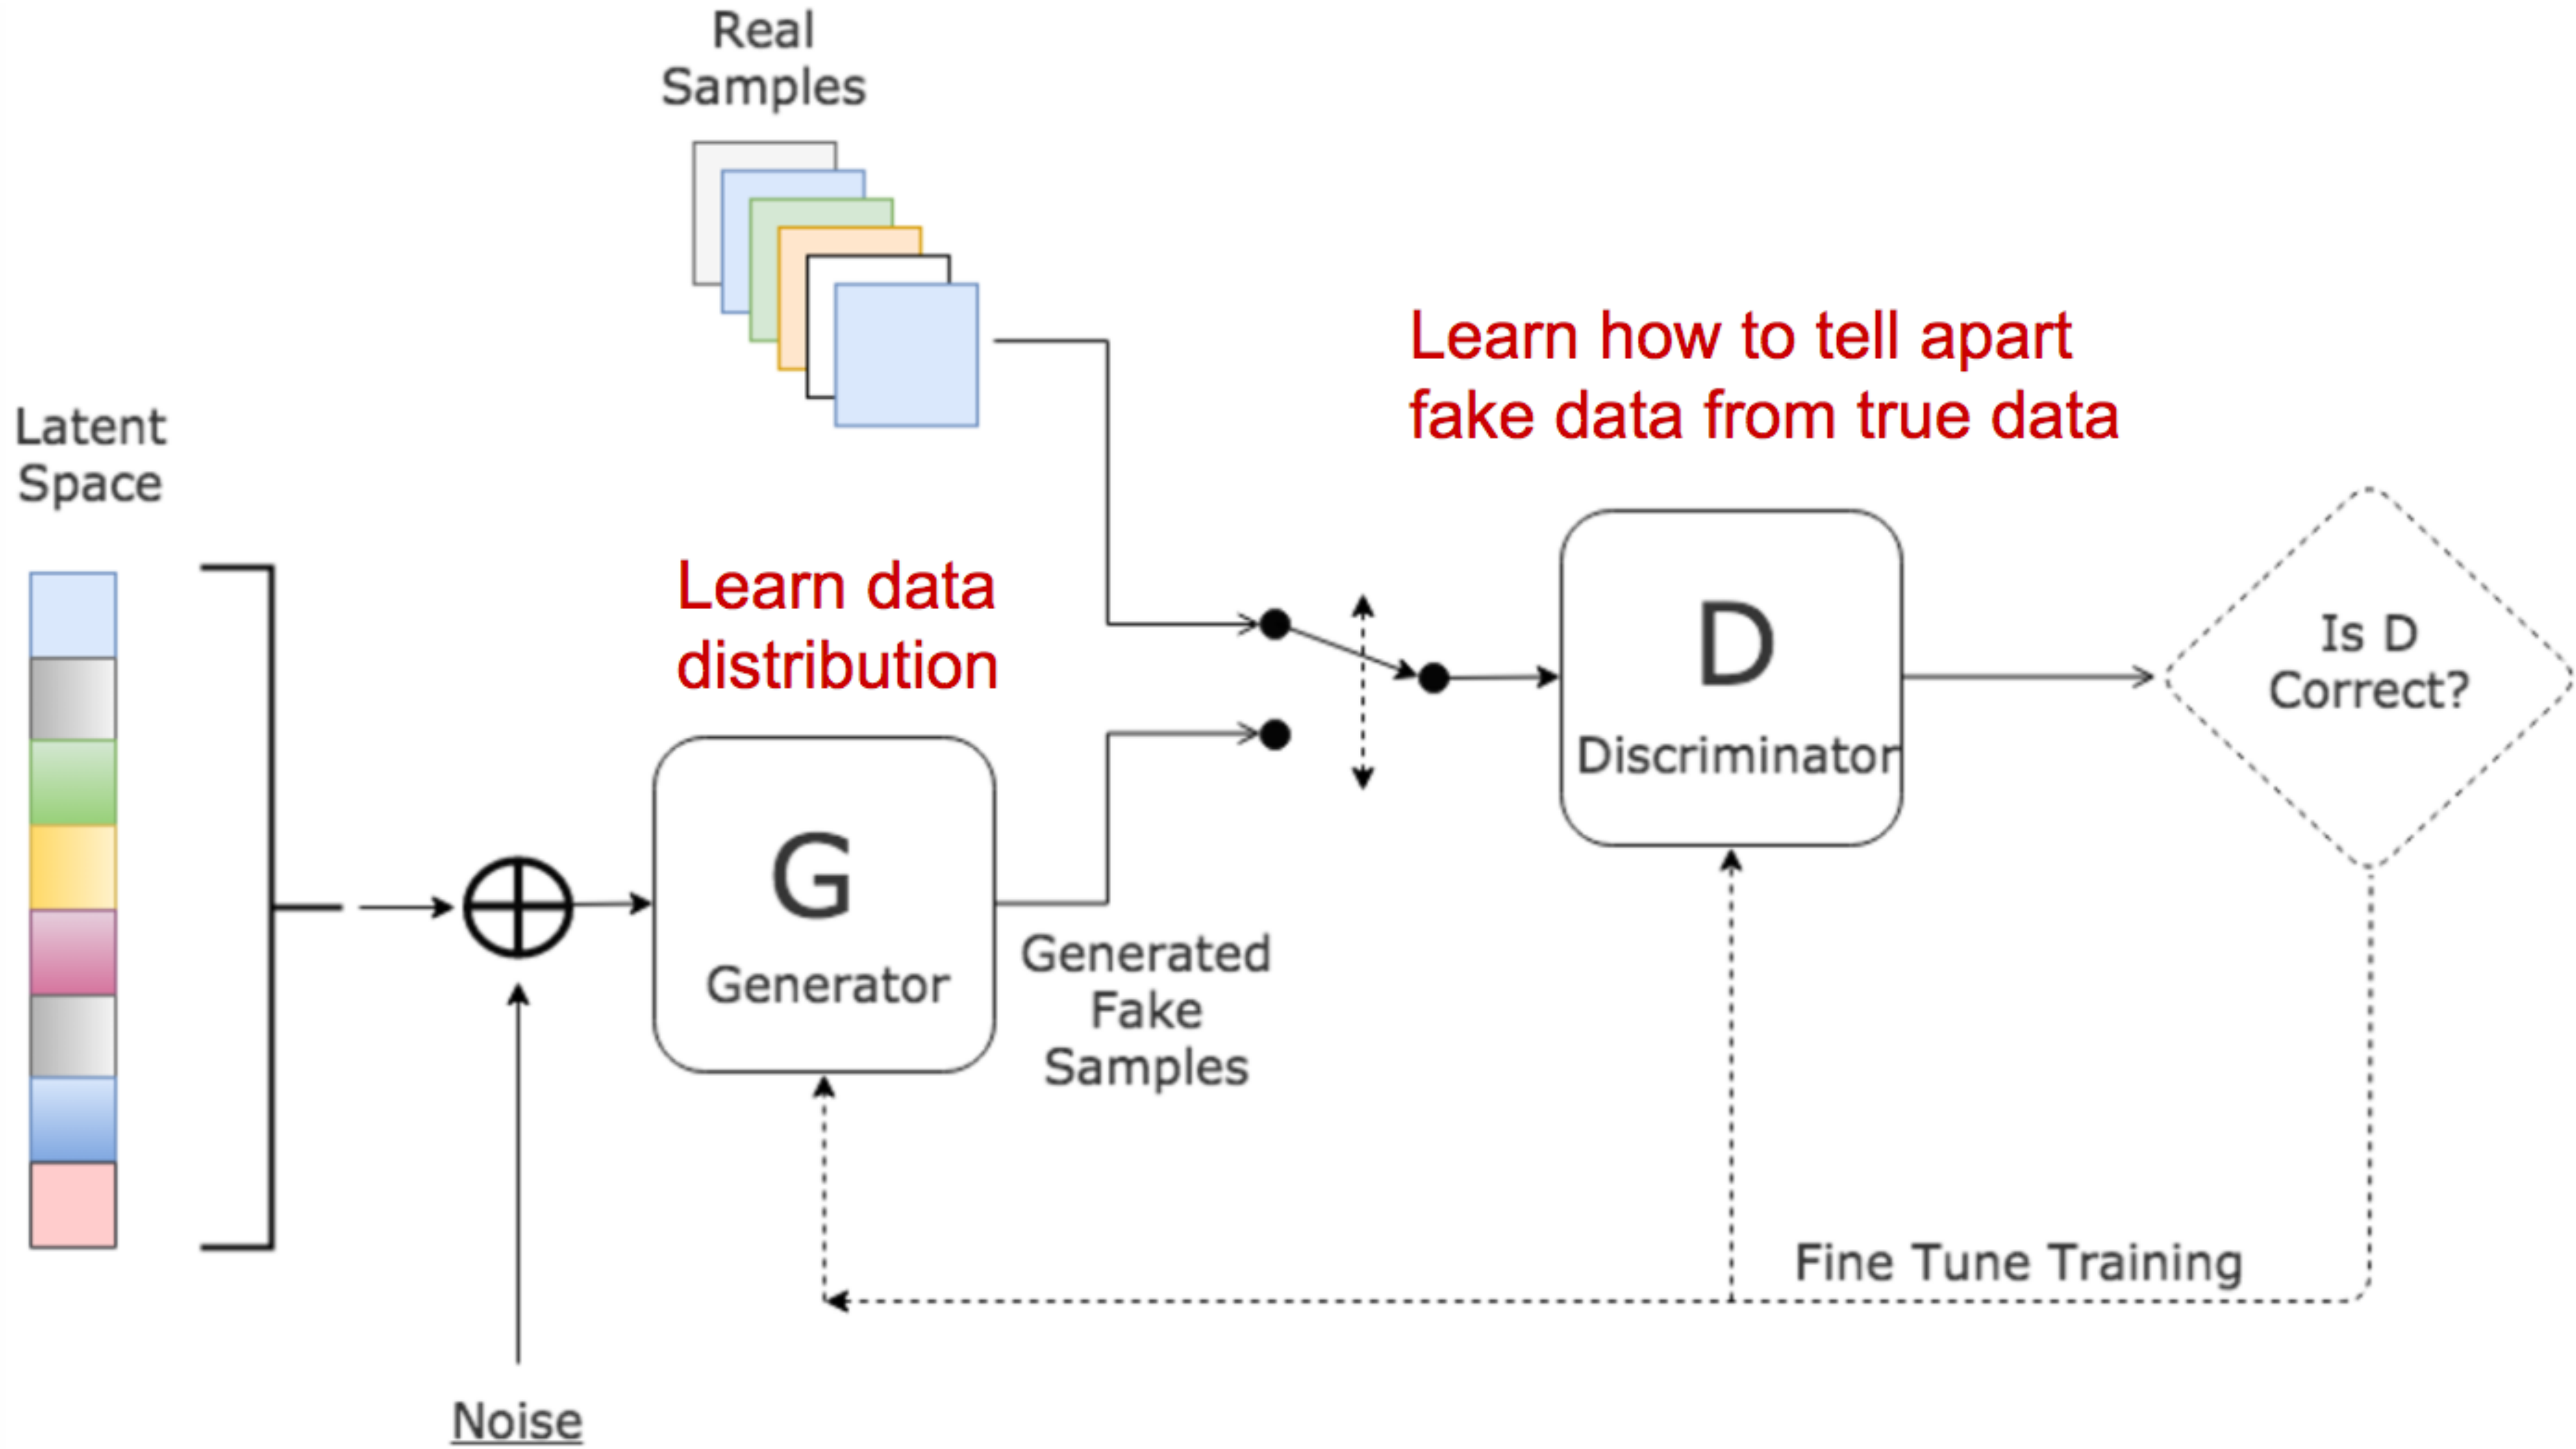 Real
Samples
Learn how to tell apart
fake data from true data
Latent
Space
Learn data
distribution
D
Discriminator
Is D
Correct?
G
Generator
Generated
Fake
Samples
Fine Tune Training
Noise